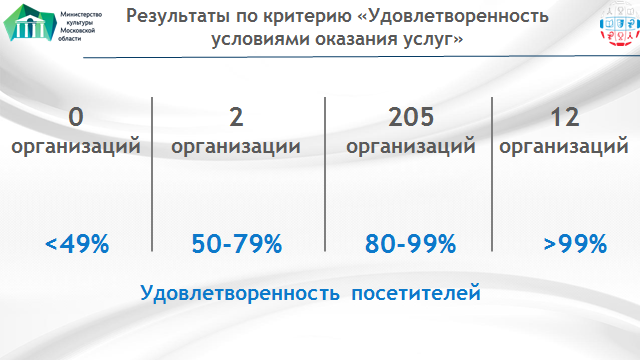 Министерство
культуры
Московской
области
Результаты по критерию «Удовлетворенность
условиями оказания услуг»
0 2 205 12
организаций организации организаций организаций
<49% 50-79% 80-99% >99%
Удовлетворенность посетителей